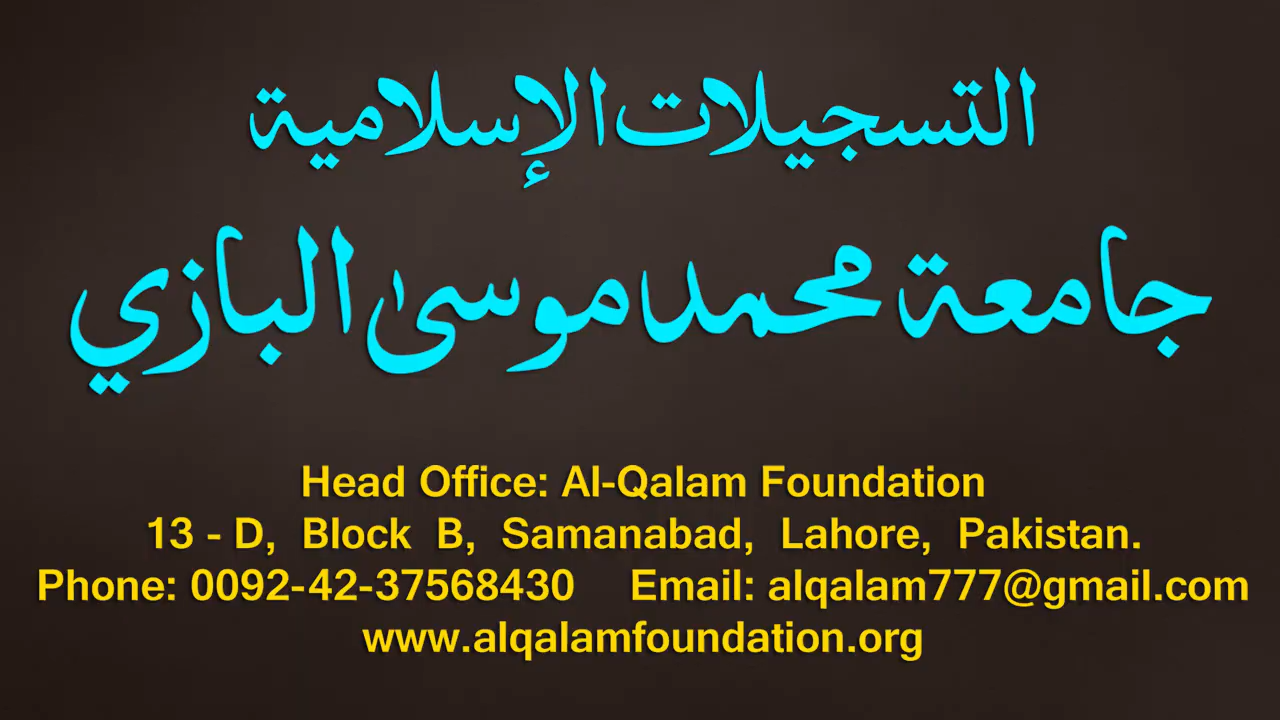 التسجيلات الإسلامية
جامعة محمد موسىٰ البازي
Head Office: Al-Qalam Foundation
13 - D, Block B, Samanabad, Lahore, Pakistan.
Phone: 0092-42-37568430 Email: alqalam777@gmail.com
www.alqalamfoundation.org